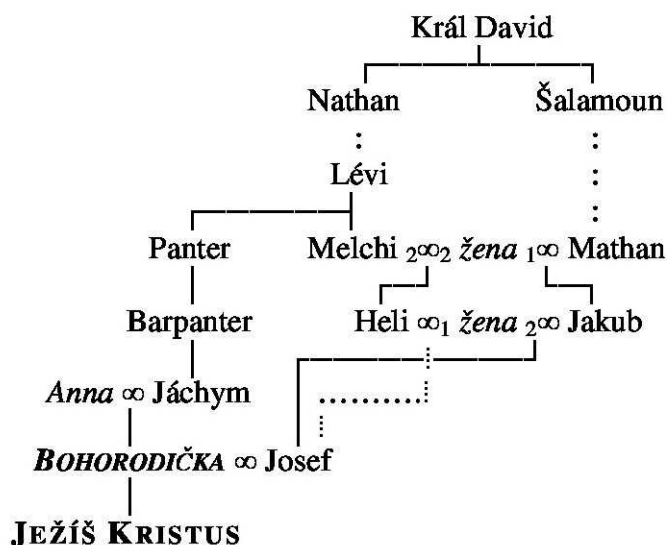 Král David
Nathan Šalamoun
:
Lévi
Panter Melchi ₂∞₂ žena ₁∞ Mathan
Barpanter Heli ∞₁ žena ₂∞ Jakub
Anna ∞ Jáchym
BOHORODIČKA ∞ Josef
JEŽÍŠ KRISTUS